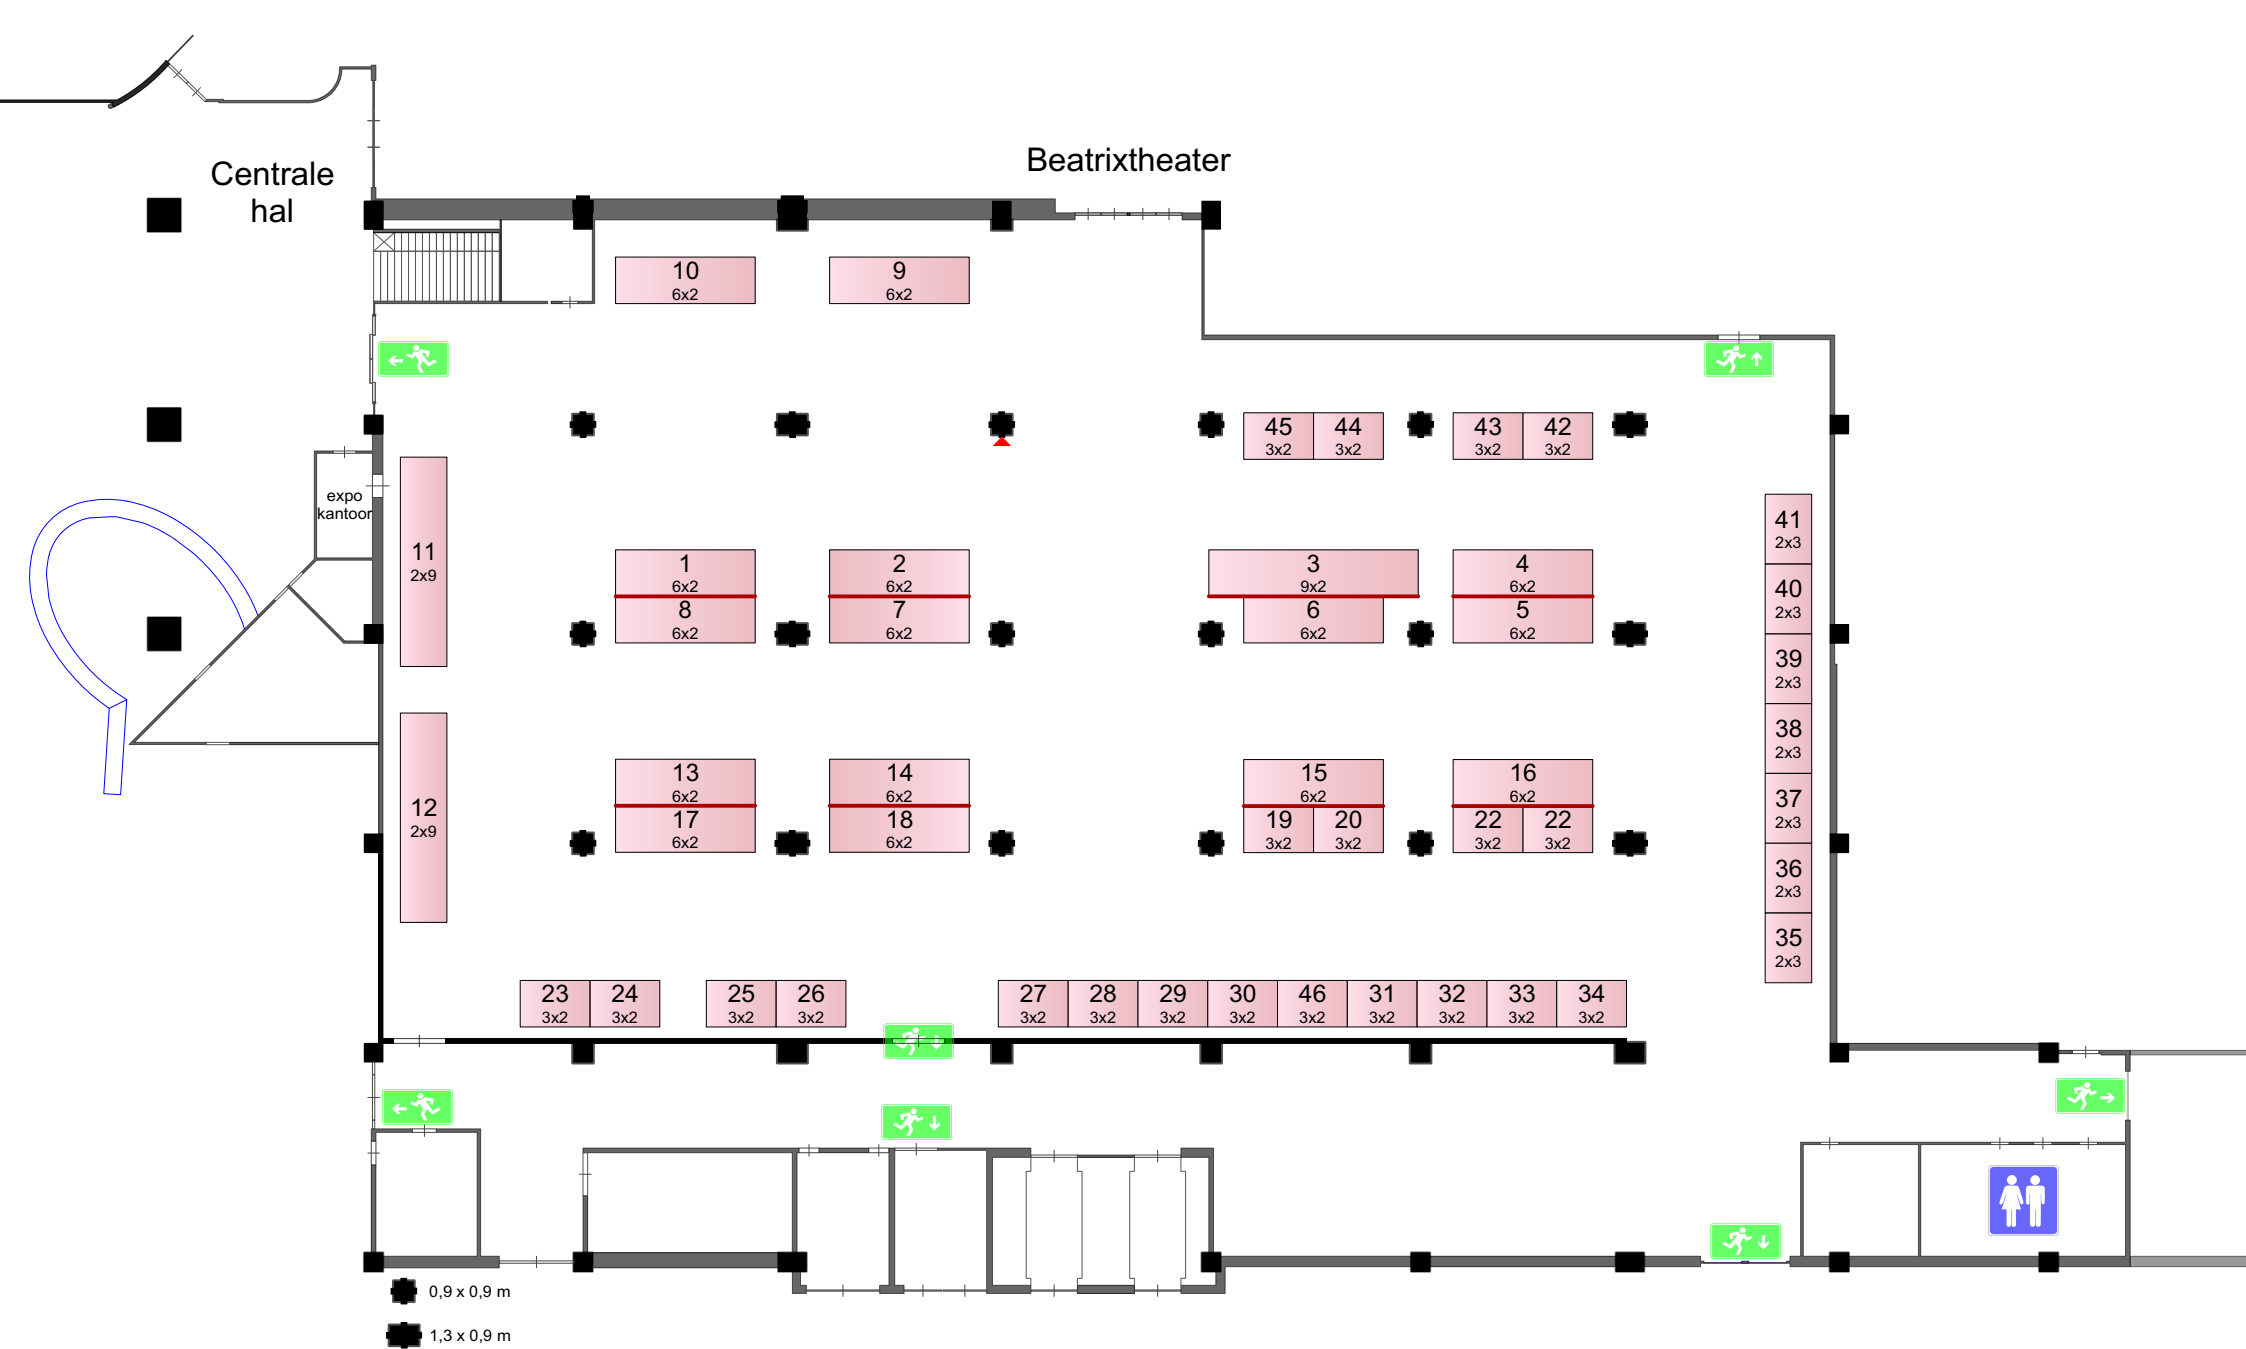 Centrale
hal
Beatrixtheater
10
6x2
9
6x2
45
3x2
44
3x2
43
3x2
42
3x2
expo
kantoor
11
2x9
1
6x2
8
6x2
2
6x2
7
6x2
3
9x2
6
6x2
4
6x2
5
6x2
41
2x3
40
2x3
39
2x3
38
2x3
37
2x3
36
2x3
35
2x3
12
2x9
13
6x2
17
6x2
14
6x2
18
6x2
15
6x2
19
3x2
20
3x2
16
6x2
22
3x2
22
3x2
23
3x2
24
3x2
25
3x2
26
3x2
27
3x2
28
3x2
29
3x2
30
3x2
46
3x2
31
3x2
32
3x2
33
3x2
34
3x2
0,9 x 0,9 m
1,3 x 0,9 m